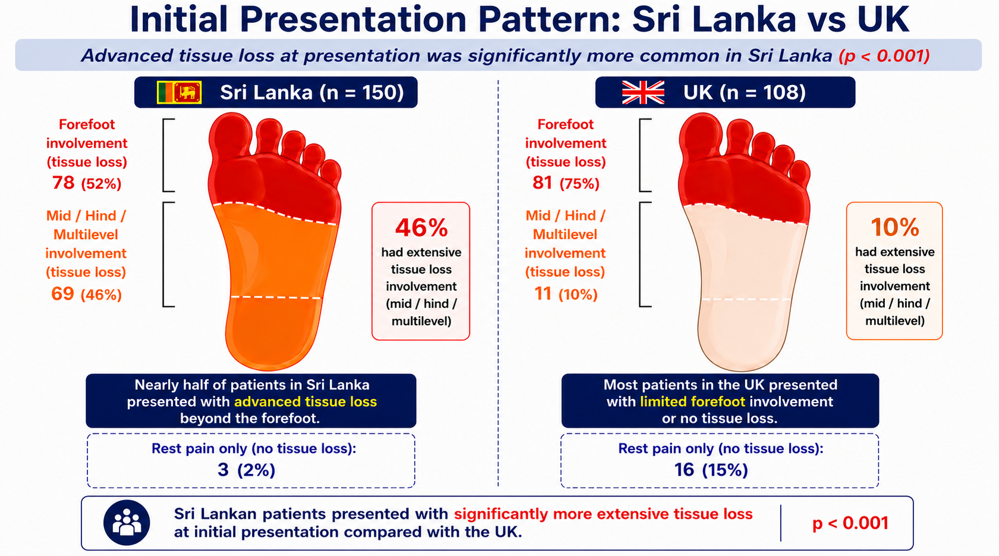 Initial Presentation Pattern: Sri Lanka vs UK
Advanced tissue loss at presentation was significantly more common in Sri Lanka (p < 0.001)
Sri Lanka (n = 150)
Forefoot
involvement
(tissue loss)
78 (52%)
Mid / Hind /
Multilevel
involvement
(tissue loss)
69 (46%)
46%
had extensive
tissue loss
involvement
(mid / hind /
multilevel)
Nearly half of patients in Sri Lanka
presented with advanced tissue loss
beyond the forefoot.
Rest pain only (no tissue loss):
3 (2%)
UK (n = 108)
Forefoot
involvement
(tissue loss)
81 (75%)
Mid / Hind /
Multilevel
involvement
(tissue loss)
11 (10%)
10%
had extensive
tissue loss
involvement
(mid / hind /
multilevel)
Most patients in the UK presented
with limited forefoot involvement
or no tissue loss.
Rest pain only (no tissue loss):
16 (15%)
Sri Lankan patients presented with significantly more extensive tissue loss
at initial presentation compared with the UK.
p < 0.001